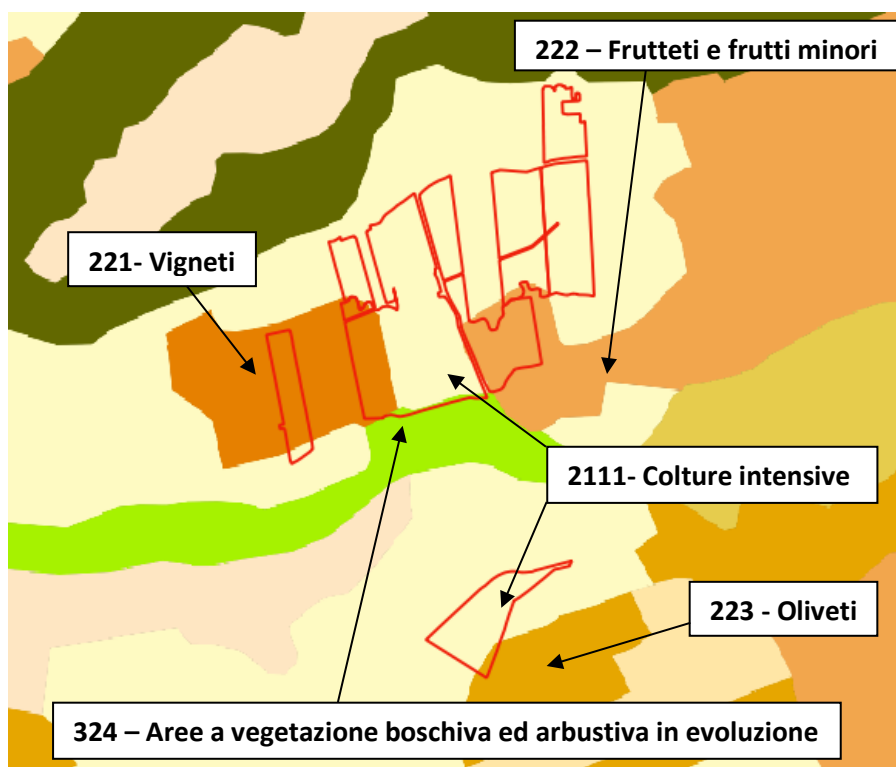 222 – Frutteti e frutti minori
221- Vigneti
2111- Colture intensive
223 - Oliveti
324 – Aree a vegetazione boschiva ed arbustiva in evoluzione